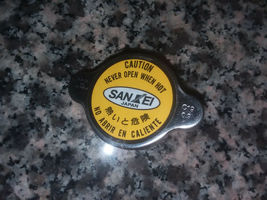 CAUTION
NEVER OPEN WHEN HOT
SANKEI
JAPAN
熱いと危険
NO ABRIR EN CALIENTE